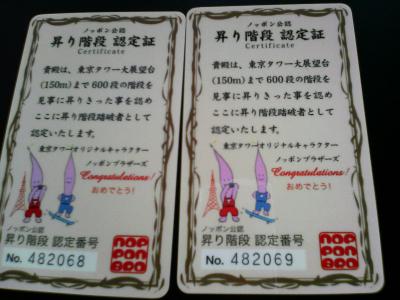 ノッポン公認
昇り階段 認定証
Certificate
貴殿は、東京タワー大展望台
(150m)まで600段の階段を
見事に昇りきった事を認め
ここに昇り階段踏破者として
認定いたします。
東京タワーオリジナルキャラクター
ノッポンブラザーズ
Congratulations!
おめでとう!
ノッポン公認
昇り階段 認定番号
No. 482068
NOP
PON
BRO
ノッポン公認
昇り階段 認定証
Certificate
貴殿は、東京タワー大展望台
(150m)まで600段の階段を
見事に昇りきった事を認め
ここに昇り階段踏破者として
認定いたします。
東京タワーオリジナルキャラクター
ノッポンブラザーズ
Congratulations!
おめでとう!
ノッポン公認
昇り階段 認定番号
No. 482069
NOP
PON
BRO